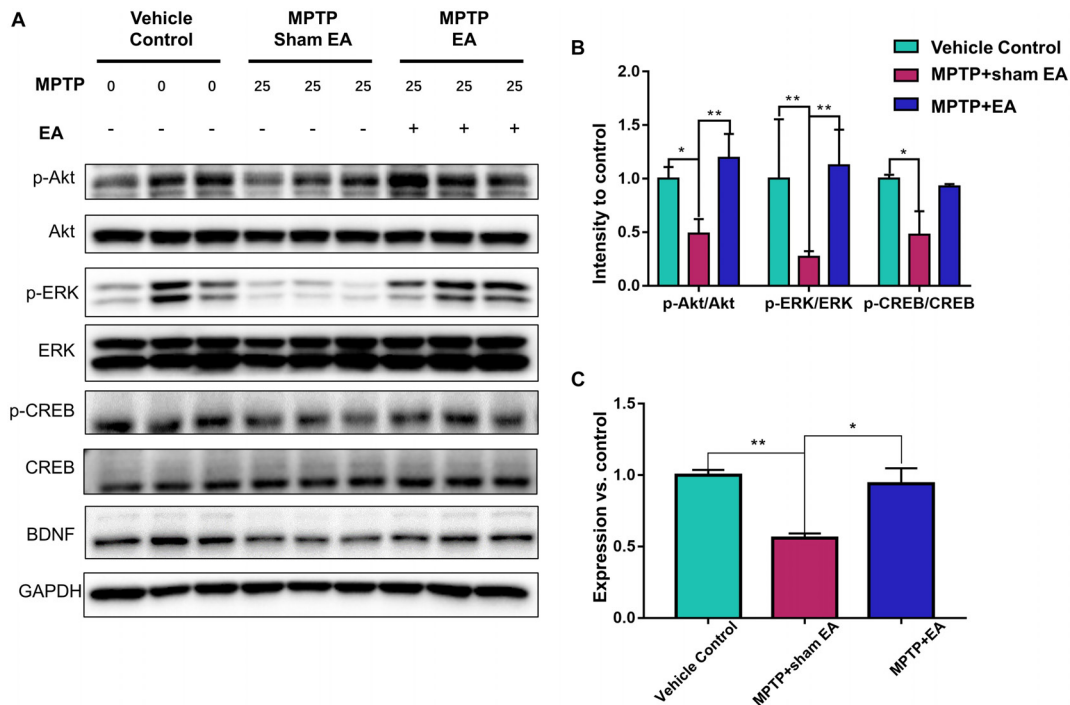 A
Vehicle
Control
MPTP
Sham EA
MPTP
EA
MPTP 0 0 0 25 25 25 25 25 25
EA - - - - - - + + +
p-Akt
Akt
p-ERK
ERK
p-CREB
CREB
BDNF
GAPDH
B
Vehicle Control
MPTP+sham EA
MPTP+EA
Intensity to control
2.0
1.5
1.0
0.5
0.0
* ** ** ** *
p-Akt/Akt p-ERK/ERK p-CREB/CREB
C
Expression vs. control
1.5
1.0
0.5
0.0
** *
Vehicle Control
MPTP+sham EA
MPTP+EA